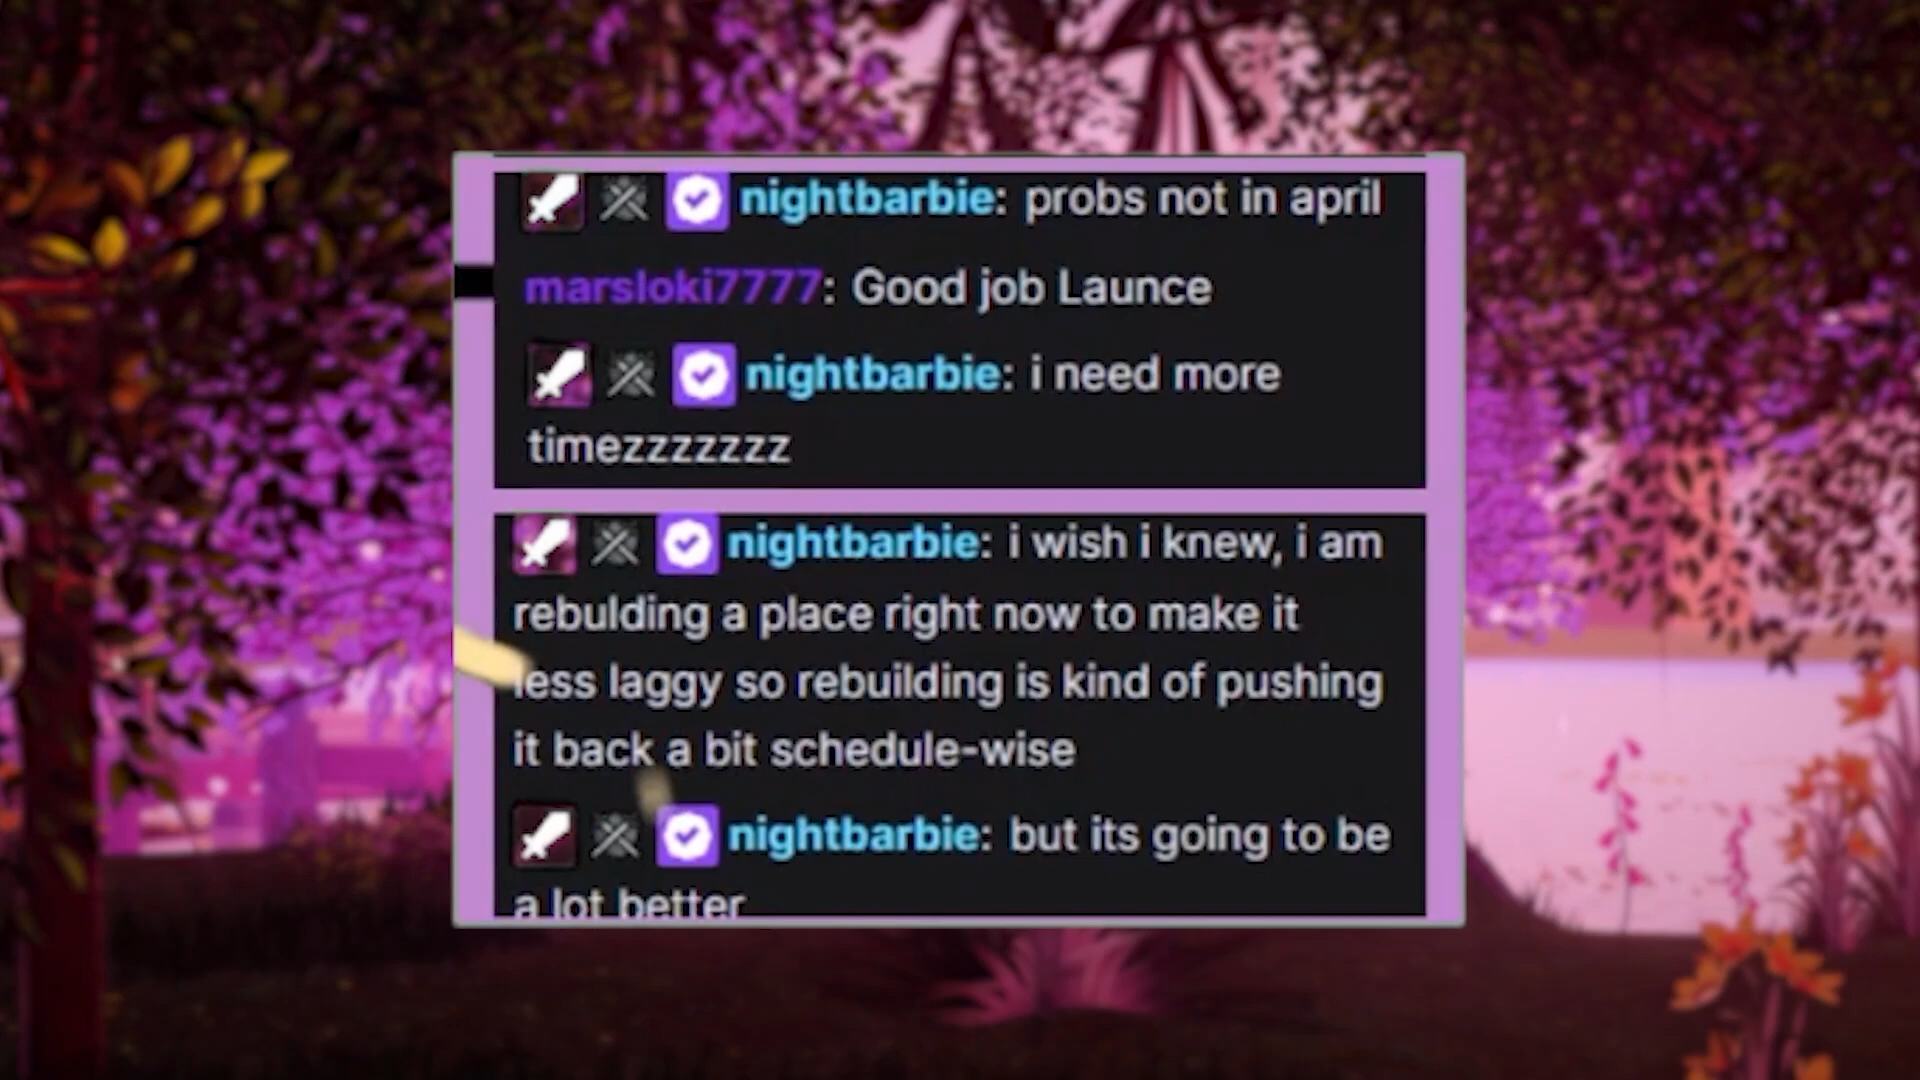 nightbarbie: probs not in april
marsloki7777: Good job Launce
nightbarbie: i need more
timezzzzzzz
nightbarbie: i wish i knew, i am
rebulding a place right now to make it
less laggy so rebuilding is kind of pushing
it back a bit schedule-wise
nightbarbie: but its going to be
a lot better